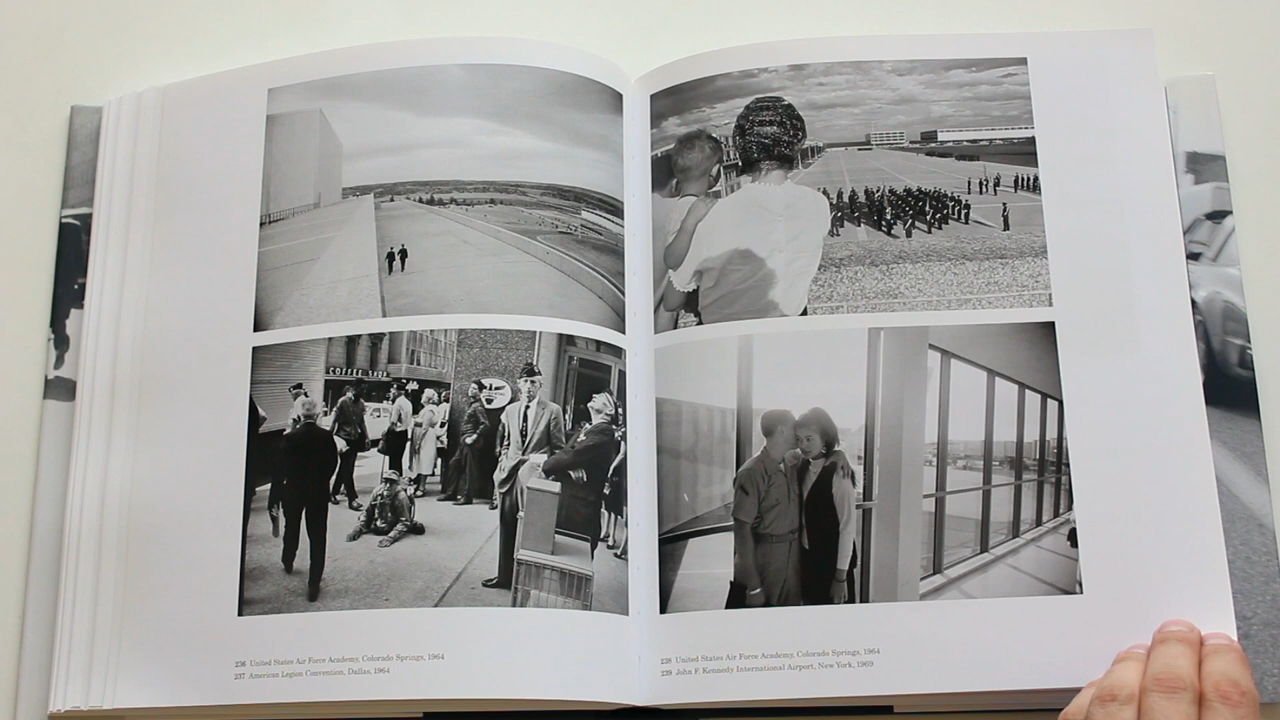 COFFEE SHOP
236 United States Air Force Academy, Colorado Springs, 1964
237 American Legion Convention, Dallas, 1964
238 United States Air Force Academy, Colorado Springs, 1964
239 John F. Kennedy International Airport, New York, 1969